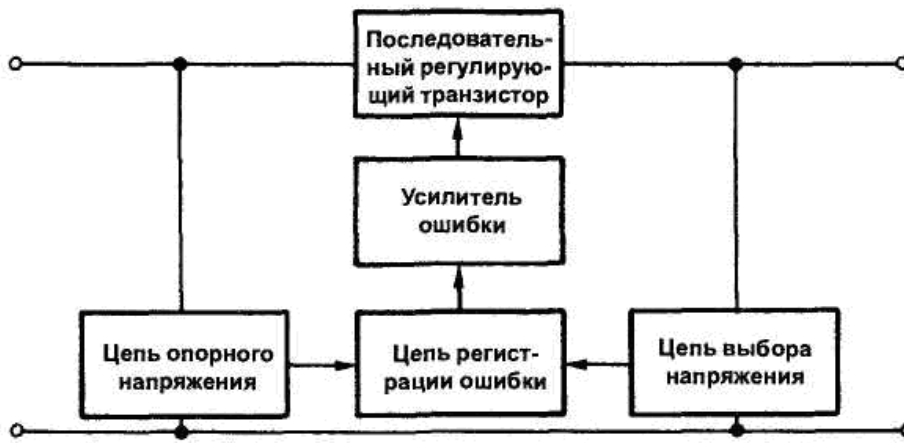 Последователь-
ный регулирую-
щий транзистор
Усилитель
ошибки
Цепь опорного
напряжения
Цепь регист-
рации ошибки
Цепь выбора
напряжения